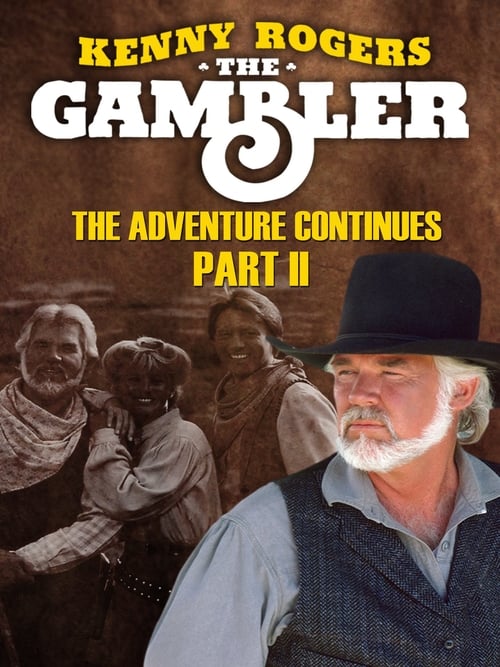 KENNY ROGERS
THE
GAMBLER
THE ADVENTURE CONTINUES
PART II